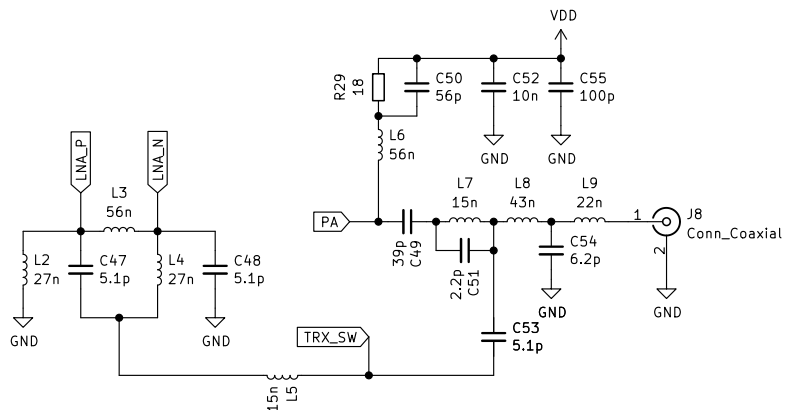 VDD
R29
18
C50
56p
C52
10n
C55
100p
GND
GND
L6
56n
LNA_P
LNA_N
L3
56n
PA
39p
C49
L7
15n
L8
43n
L9
22n
1
J8
Conn_Coaxial
2
2.2p
C51
C54
6.2p
L2
27n
C47
5.1p
L4
27n
C48
5.1p
GND
GND
GND
GND
TRX_SW
C53
5.1p
15n
L5